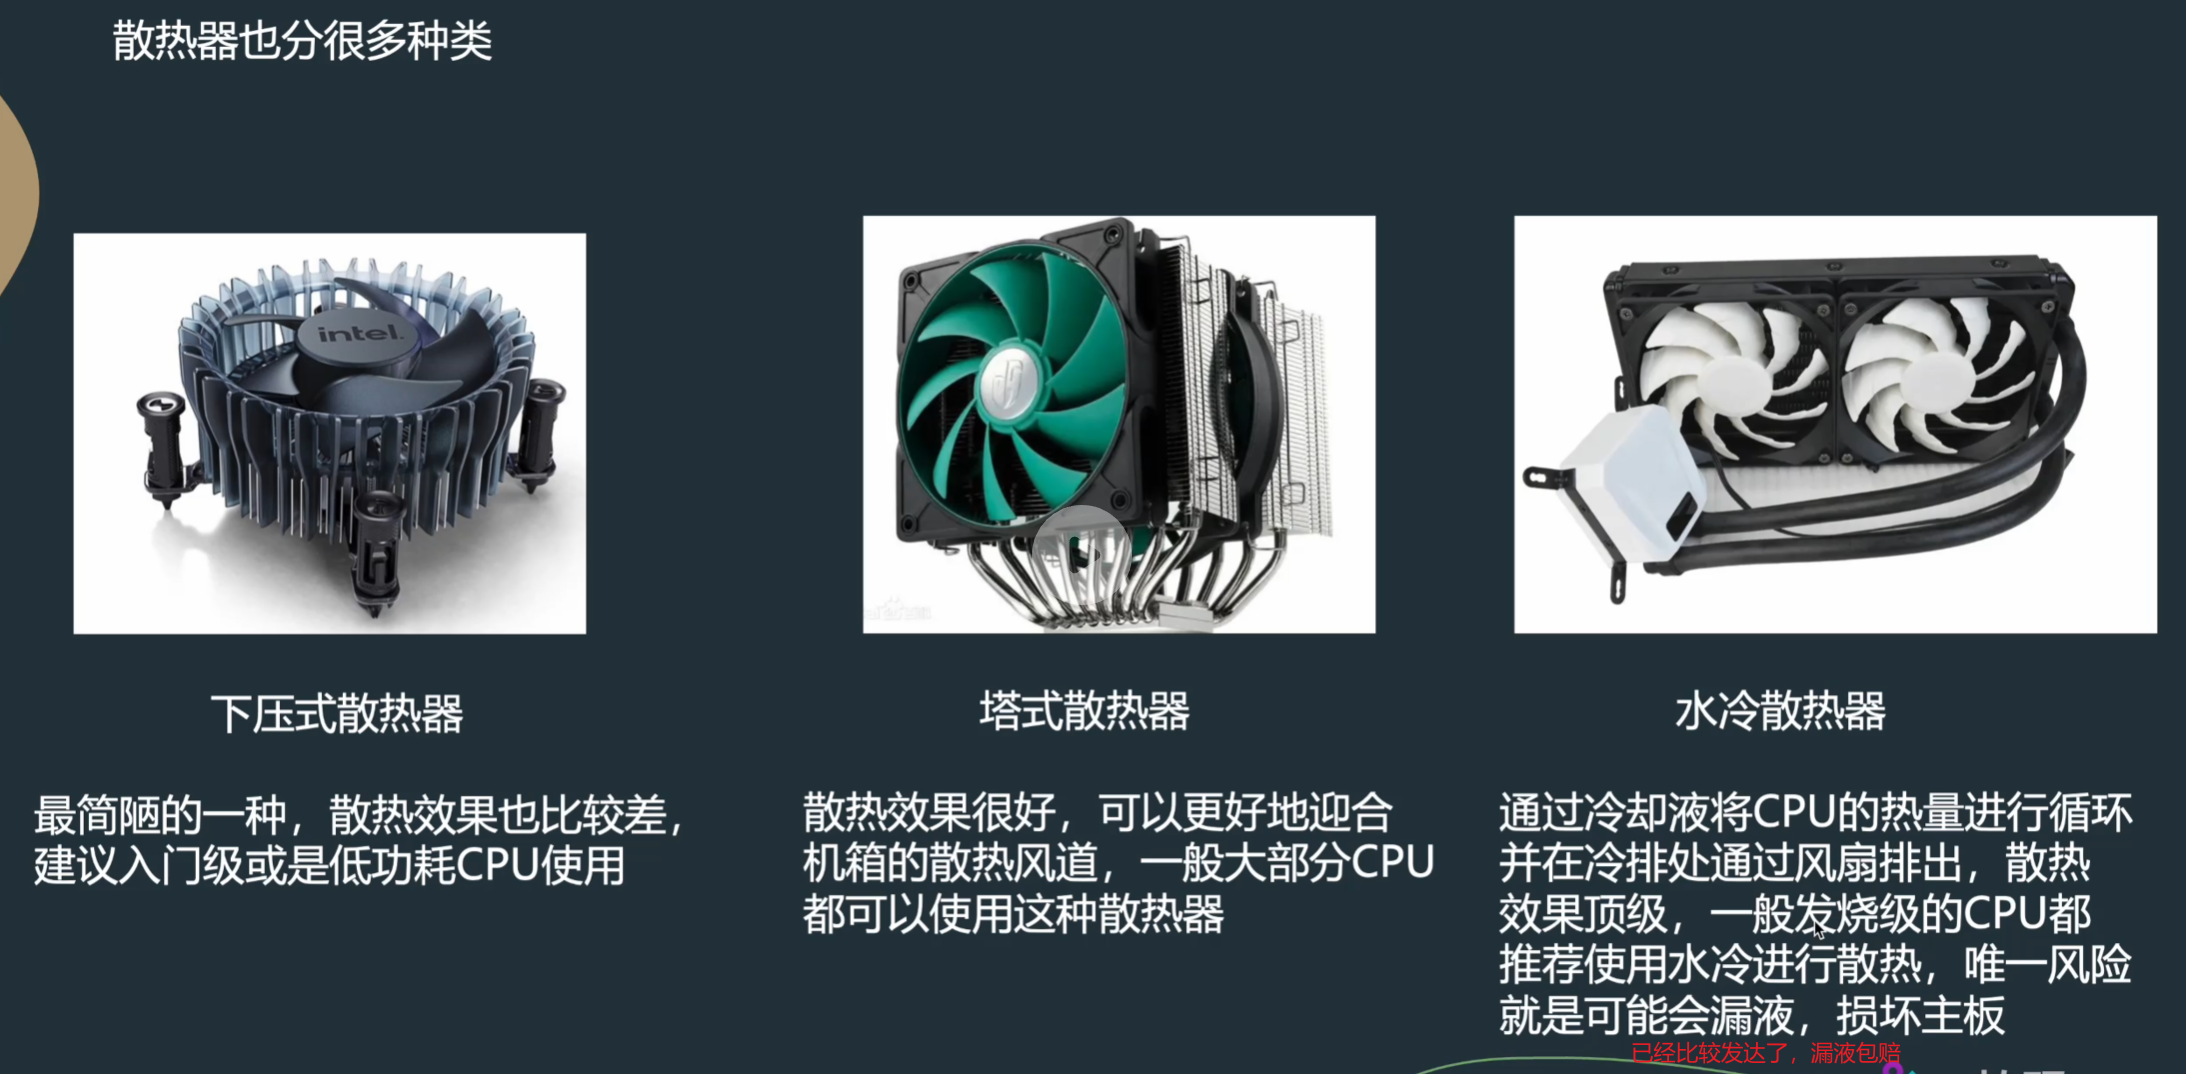 散热器也分很多种类
intel.
下压式散热器
最简陋的一种，散热效果也比较差，
建议入门级或是低功耗CPU使用
塔式散热器
散热效果很好，可以更好地迎合
机箱的散热风道，一般大部分CPU
都可以使用这种散热器
水冷散热器
通过冷却液将CPU的热量进行循环
并在冷排处通过风扇排出，散热
效果顶级，一般发烧级的CPU都
推荐使用水冷进行散热，唯一风险
就是可能会漏液，损坏主板
已经比较发达了，漏液包赔